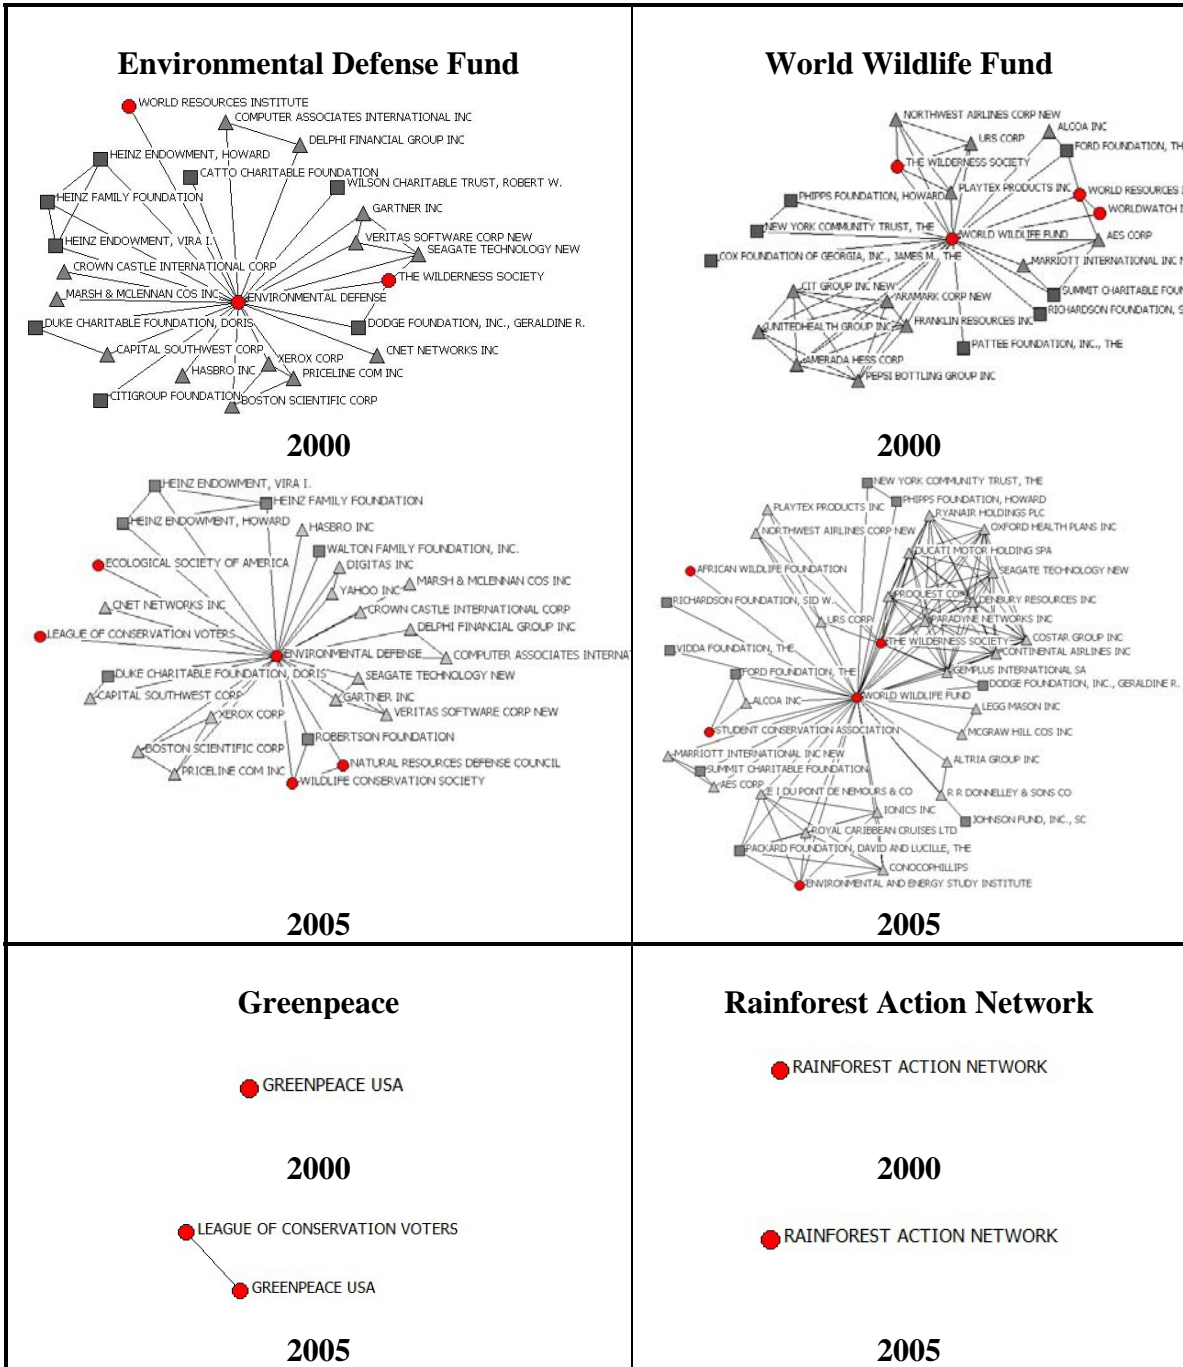 Environmental Defense Fund
WORLD RESOURCES INSTITUTE
COMPUTER ASSOCIATES INTERNATIONAL INC
DELPHI FINANCIAL GROUP INC
HEINZ ENDOWMENT, HOWARD
CATTO CHARITABLE FOUNDATION
WILSON CHARITABLE TRUST, ROBERT W.
HEINZ FAMILY FOUNDATION
GARTNER INC
VERITAS SOFTWARE CORP NEW
HEINZ ENDOWMENT, VIRA I.
SEAGATE TECHNOLOGY NEW
CROWN CASTLE INTERNATIONAL CORP
THE WILDERNESS SOCIETY
MARSH & MCLENNAN COS INC
ENVIRONMENTAL DEFENSE
DUKE CHARITABLE FOUNDATION, DORIS
DODGE FOUNDATION, INC., GERALDINE R.
CAPITAL SOUTHWEST CORP
CNET NETWORKS INC
XEROX CORP
HASBRO INC
PRICELINE COM INC
CITIGROUP FOUNDATION
BOSTON SCIENTIFIC CORP
2000
HEINZ ENDOWMENT, VIRA I.
HEINZ FAMILY FOUNDATION
HEINZ ENDOWMENT, HOWARD
HASBRO INC
WALTON FAMILY FOUNDATION, INC.
ECOLOGICAL SOCIETY OF AMERICA
DIGITAS INC
MARSH & MCLENNAN COS INC
YAHOO INC
CNET NETWORKS INC
CROWN CASTLE INTERNATIONAL CORP
LEAGUE OF CONSERVATION VOTERS
DELPHI FINANCIAL GROUP INC
ENVIRONMENTAL DEFENSE
COMPUTER ASSOCIATES INTERNAT
DUKE CHARITABLE FOUNDATION, DORIS
SEAGATE TECHNOLOGY NEW
CAPITAL SOUTHWEST CORP
GARTNER INC
VERITAS SOFTWARE CORP NEW
XEROX CORP
ROBERTSON FOUNDATION
BOSTON SCIENTIFIC CORP
NATURAL RESOURCES DEFENSE COUNCIL
PRICELINE COM INC
WILDLIFE CONSERVATION SOCIETY
2005
World Wildlife Fund
NORTHWEST AIRLINES CORP NEW
ALCOA INC
URS CORP
FORD FOUNDATION, TH
THE WILDERNESS SOCIETY
PLAYTEX PRODUCTS INC
WORLD RESOURCES I
PHIPPS FOUNDATION, HOWARD
WORLDWATCH I
NEW YORK COMMUNITY TRUST, THE
WORLD WILDLIFE FUND
AES CORP
COX FOUNDATION OF GEORGIA, INC., JAMES M., THE
MARRIOTT INTERNATIONAL INC N
CIT GROUP INC NEW
SUMMIT CHARITABLE FOUN
ARAMARK CORP NEW
RICHARDSON FOUNDATION, S
UNITEDHEALTH GROUP INC
FRANKLIN RESOURCES INC
PATTEE FOUNDATION, INC., THE
AMERADA HESS CORP
PEPSI BOTTLING GROUP INC
2000
NEW YORK COMMUNITY TRUST, THE
PHIPPS FOUNDATION, HOWARD
PLAYTEX PRODUCTS INC
RYANAIR HOLDINGS PLC
NORTHWEST AIRLINES CORP NEW
OXFORD HEALTH PLANS INC
DUCATI MOTOR HOLDING SPA
AFRICAN WILDLIFE FOUNDATION
SEAGATE TECHNOLOGY NEW
RICHARDSON FOUNDATION, SID W.
PROQUEST CO
DENBURY RESOURCES INC
URS CORP
PARADYNE NETWORKS INC
THE WILDERNESS SOCIETY
COSTAR GROUP INC
VIDDA FOUNDATION, THE
CONTINENTAL AIRLINES INC
FORD FOUNDATION, THE
GEMPLUS INTERNATIONAL SA
DODGE FOUNDATION, INC., GERALDINE R.
ALCOA INC
WORLD WILDLIFE FUND
LEGG MASON INC
STUDENT CONSERVATION ASSOCIATION
MCGRAW HILL COS INC
MARRIOTT INTERNATIONAL INC NEW
ALTRIA GROUP INC
SUMMIT CHARITABLE FOUNDATION
AES CORP
E I DU PONT DE NEMOURS & CO
R R DONNELLEY & SONS CO
IONICS INC
JOHNSON FUND, INC., SC
ROYAL CARIBBEAN CRUISES LTD
PACKARD FOUNDATION, DAVID AND LUCILLE, THE
CONOCOPHILLIPS
ENVIRONMENTAL AND ENERGY STUDY INSTITUTE
2005
Greenpeace
GREENPEACE USA
2000
LEAGUE OF CONSERVATION VOTERS
GREENPEACE USA
2005
Rainforest Action Network
RAINFOREST ACTION NETWORK
2000
RAINFOREST ACTION NETWORK
2005